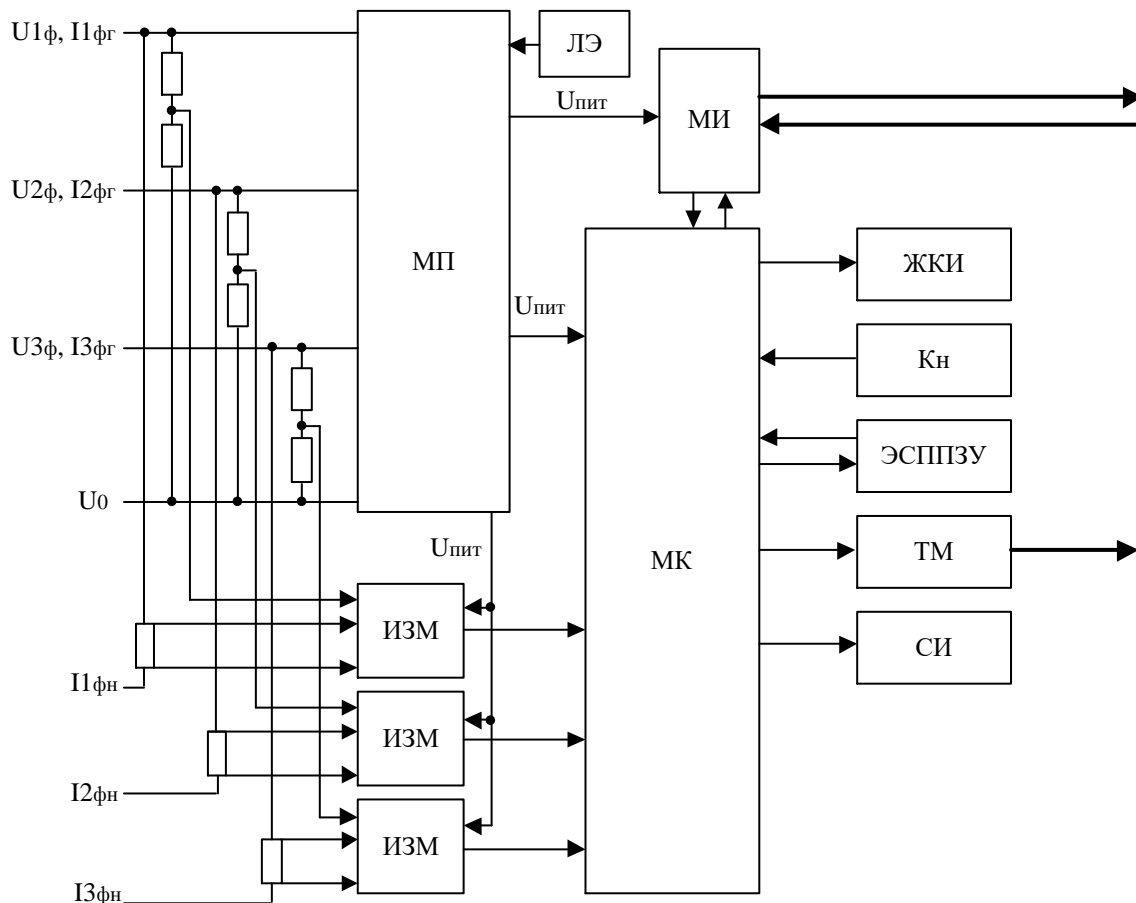 U1ф, I1фг
ЛЭ
Uпит
МИ
U2ф, I2фг
МП
ЖКИ
Uпит
U3ф, I3фг
Кн
ЭСППЗУ
U0
Uпит
МК
ТМ
ИЗМ
СИ
I1фн
ИЗМ
I2фн
ИЗМ
I3фн